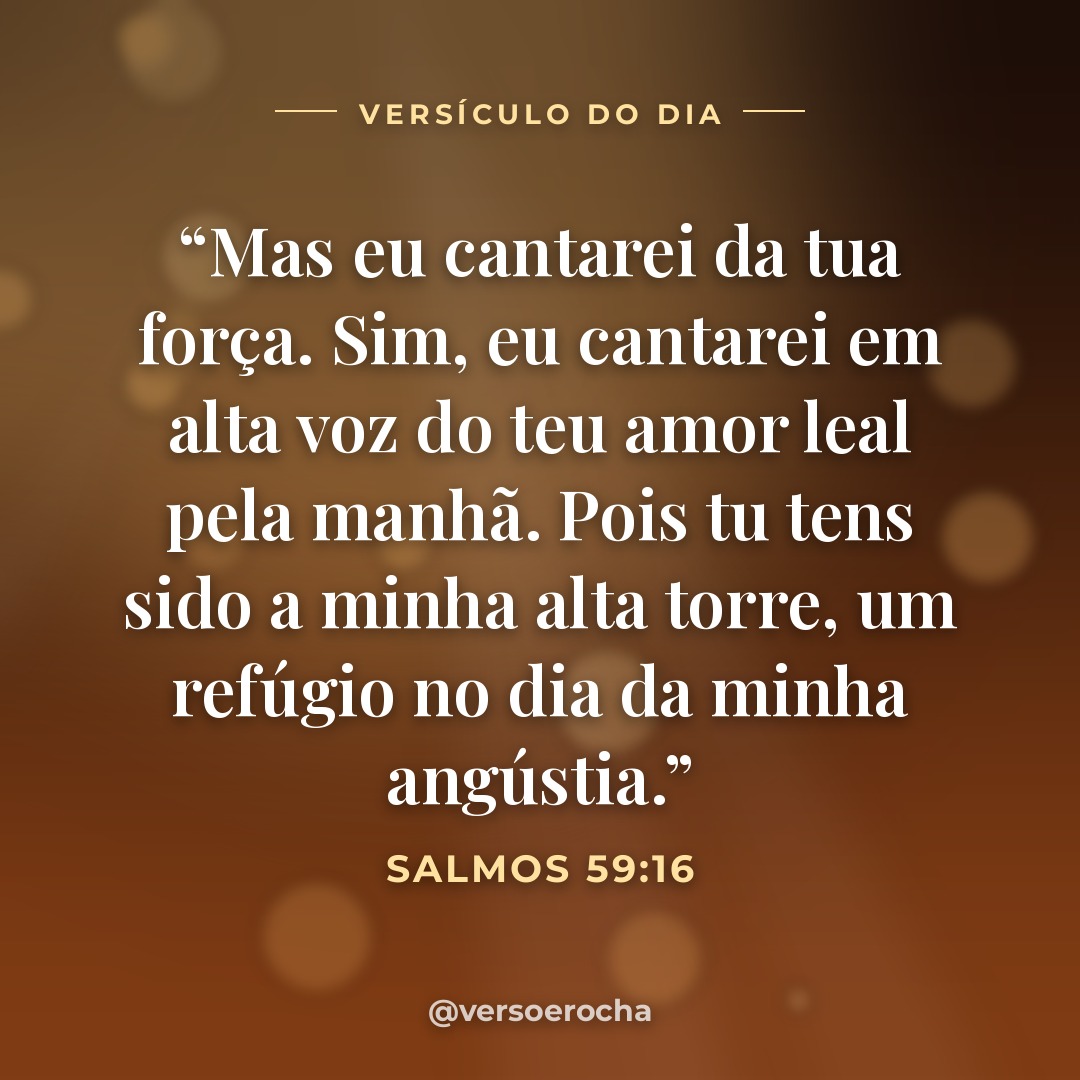 VERSÍCULO DO DIA
“Mas eu cantarei da tua
força. Sim, eu cantarei em
alta voz do teu amor leal
pela manhã. Pois tu tens
sido a minha alta torre, um
refúgio no dia da minha
angústia.”
SALMOS 59:16
@versoerocha